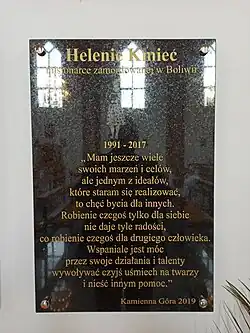 Helenie Kmieć
misjonarce zamordowanej w Boliwii
1991 - 2017
„Mam jeszcze wiele
swoich marzeń i celów,
ale jednym z ideałów,
które staram się realizować,
to chęć bycia dla innych.
Robienie czegoś tylko dla siebie
nie daje tyle radości,
co robienie czegoś dla drugiego człowieka.
Wspaniale jest móc
przez swoje działania i talenty
wywoływać czyjś uśmiech na twarzy
i nieść innym pomoc.”
Kamienna Góra 2019